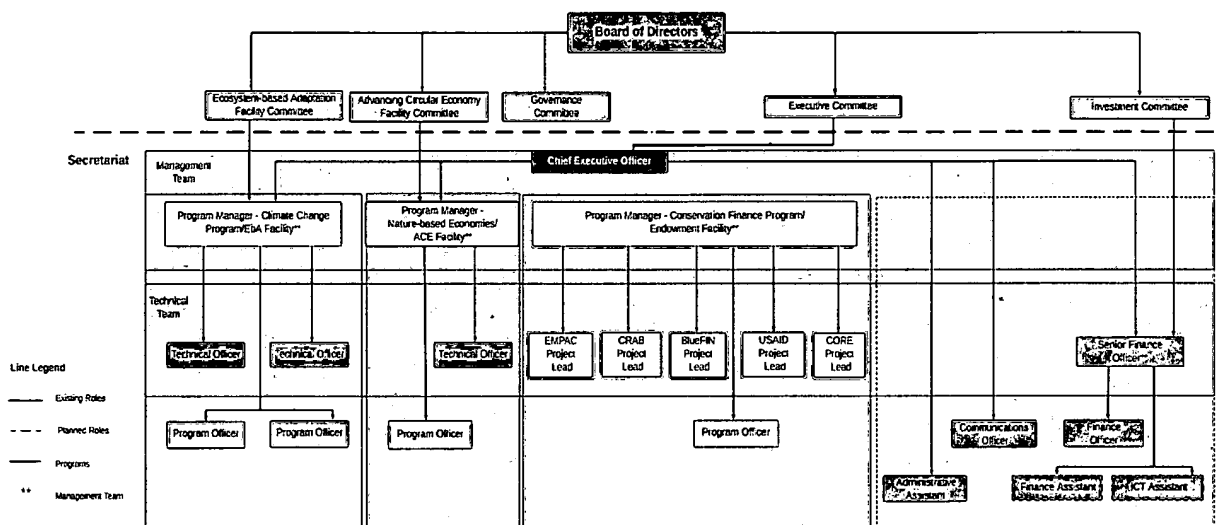 Board of Directors
Ecosystem-based Adaptation
Facility Committee
Advancing Circular Economy -
Facility Committee
Governance
Committee
Executive Committee
Investment Committee
Secretariat
Management
Team
Chief Executive Officer
Program Manager - Climate Change
Program/EbA Facility**
Program Manager -
Nature-based Economies/
ACE Facility**
Program Manager - Conservation Finance Program/
Endowment Facility**
Technical
Team
Technical Officer
Technical Officer
Technical Officer
EMPAC
Project
Lead
CRAB
Project
Lead
BlueFIN
Project
Lead
USAID
Project
Lead
CORE
Project
Lead
Senior Finance
Officer
Line Legend
Existing Roles
Planned Roles
Programs
** Management Team
Program Officer
Program Officer
Program Officer
Program Officer
Communications
Officer
Finance
Officer
Administrative
Assistant
Finance Assistant
ICT Assistant